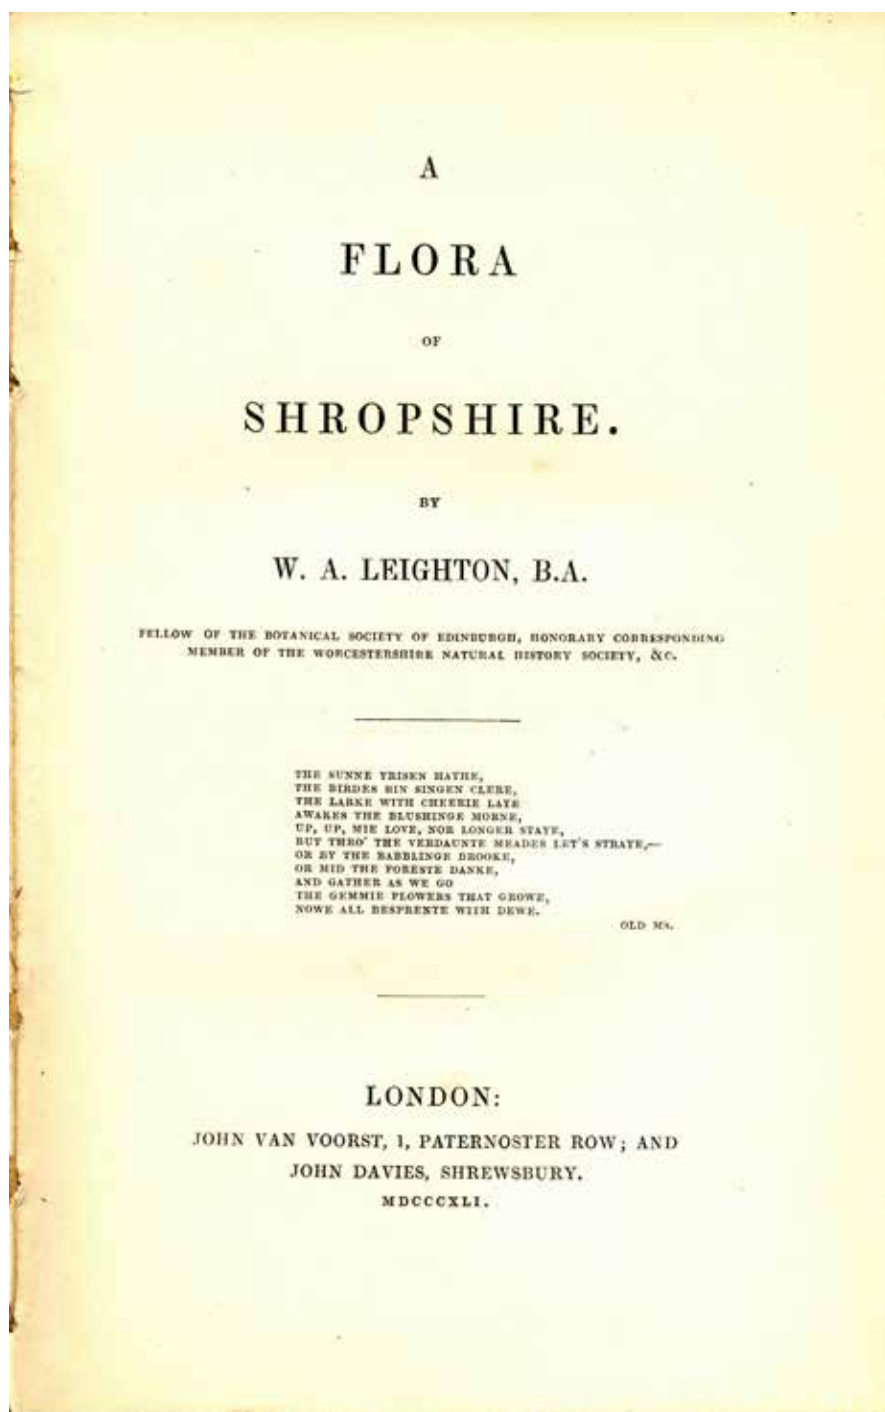 A
FLORA
OF
SHROPSHIRE.
BY
W. A. LEIGHTON, B.A.
FELLOW OF THE BOTANICAL SOCIETY OF EDINBURGH, HONORARY CORRESPONDING
MEMBER OF THE WORCESTERSHIRE NATURAL HISTORY SOCIETY, &C.
THE SUNNE YRISEN HATHE,
THE BIRDES BIN SINGEN CLERE,
THE LARKE WITH CHEERIE LAYE
AWAKES THE BLUSHINGE MORNE,
UP, UP, MIE LOVE, NOR LONGER STAYE,
BUT THRO' THE VERDAUNTE MEADES LET'S STRAYE,—
OR BY THE BABBLINGE BROOKE,
OR MID THE FORESTE DANKE,
AND GATHER AS WE GO
THE GEMMIE FLOWERS THAT GROWE,
NOWE ALL BESPRENTE WITH DEWE.
OLD MS.
LONDON:
JOHN VAN VOORST, 1, PATERNOSTER ROW; AND
JOHN DAVIES, SHREWSBURY.
MDCCCXLI.